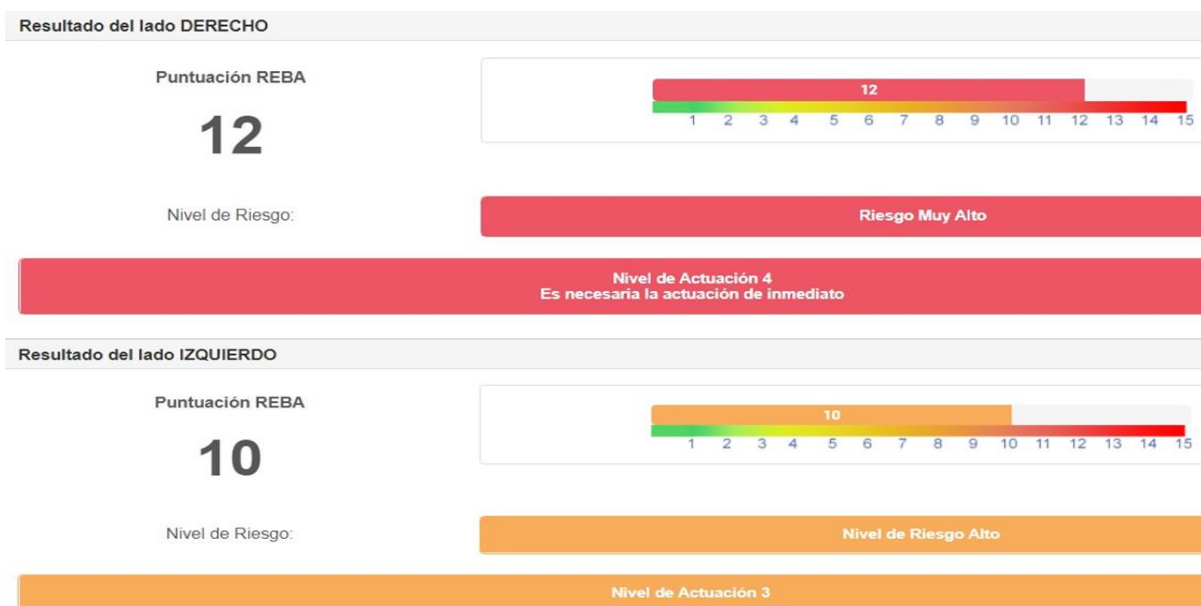 Resultado del lado DERECHO
Puntuación REBA
12
12
1 2 3 4 5 6 7 8 9 10 11 12 13 14 15
Nivel de Riesgo:
Riesgo Muy Alto
Nivel de Actuación 4
Es necesaria la actuación de inmediato
Resultado del lado IZQUIERDO
Puntuación REBA
10
10
1 2 3 4 5 6 7 8 9 10 11 12 13 14 15
Nivel de Riesgo:
Nivel de Riesgo Alto
Nivel de Actuación 3